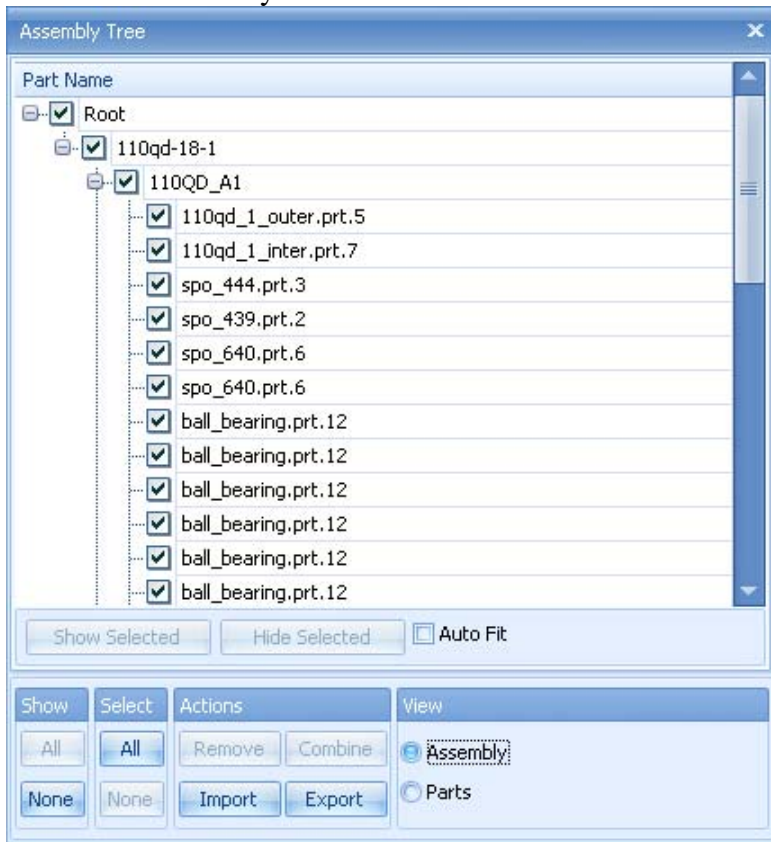 Assembly Tree
Part Name
Root
110qd-18-1
110QD_A1
110qd_1_outer.prt.5
110qd_1_inter.prt.7
spo_444.prt.3
spo_439.prt.2
spo_640.prt.6
spo_640.prt.6
ball_bearing.prt.12
ball_bearing.prt.12
ball_bearing.prt.12
ball_bearing.prt.12
ball_bearing.prt.12
ball_bearing.prt.12
Show Selected Hide Selected Auto Fit
Show Select Actions View
All All Remove Combine Assembly
None None Import Export Parts